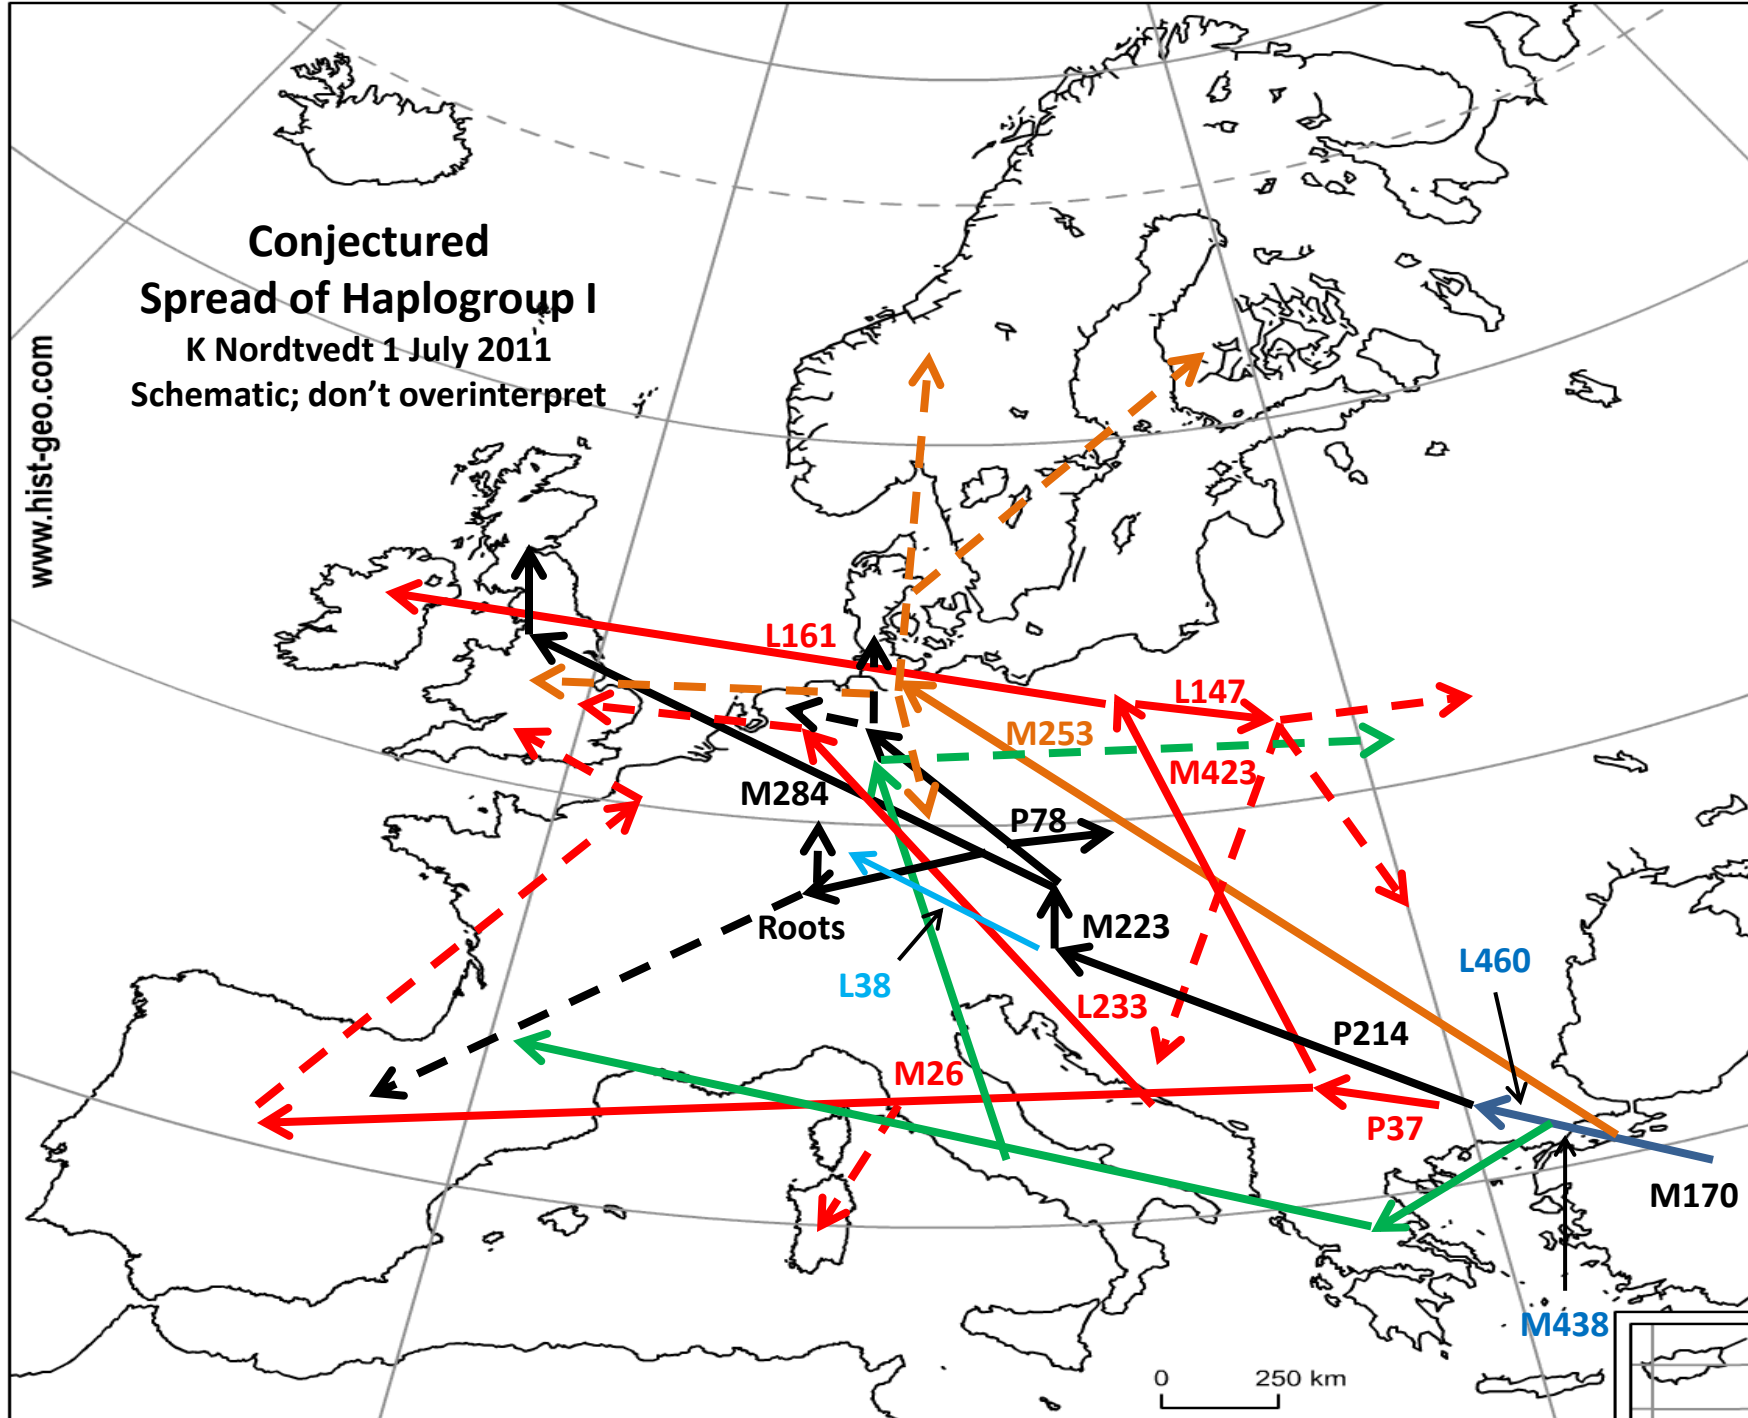 Conjectured
Spread of Haplogroup I
K Nordtvedt 1 July 2011
Schematic; don't overinterpret
www.hist-geo.com
L161
L147
M253
M423
M284
P78
Roots
M223
L38
L460
L233
P214
M26
P37
M170
M438
0 250 km